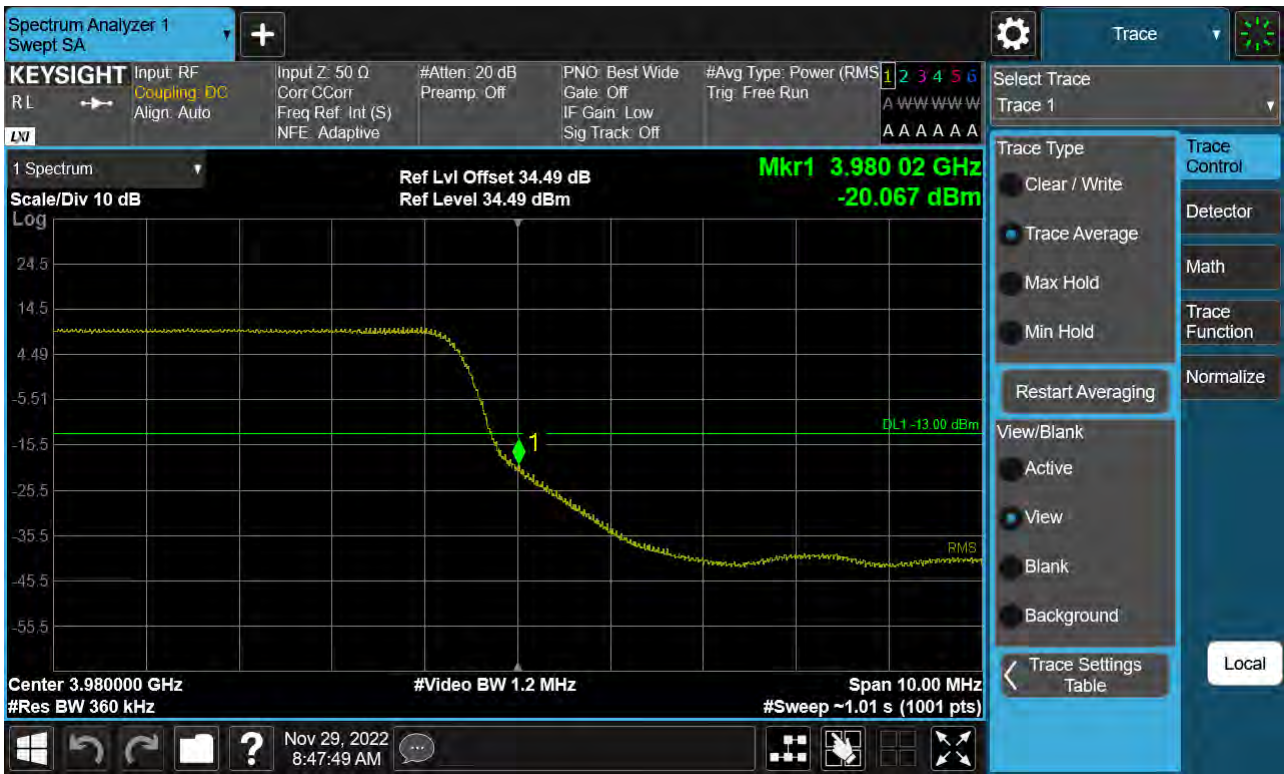 Spectrum Analyzer 1
Swept SA
Trace
KEYSIGHT
RL
LXI
Input: RF
Coupling: DC
Align: Auto
Input Z: 50 Ω
Corr CCorr
Freq Ref: Int (S)
NFE: Adaptive
#Atten: 20 dB
Preamp: Off
PNO: Best Wide
Gate: Off
IF Gain: Low
Sig Track: Off
#Avg Type: Power (RMS
Trig: Free Run
1 2 3 4 5 6
A W W W W W
A A A A A A
Select Trace
Trace 1
1 Spectrum
Scale/Div 10 dB
Ref Lvl Offset 34.49 dB
Ref Level 34.49 dBm
Mkr1 3.980 02 GHz
-20.067 dBm
Log
24.5
14.5
4.49
-5.51
-15.5
-25.5
-35.5
-45.5
-55.5
DL1 -13.00 dBm
1
RMS
Center 3.980000 GHz
#Res BW 360 kHz
#Video BW 1.2 MHz
Span 10.00 MHz
#Sweep ~1.01 s (1001 pts)
Trace Type
Clear / Write
Trace Average
Max Hold
Min Hold
Restart Averaging
View/Blank
Active
View
Blank
Background
Trace Settings
Table
Trace
Control
Detector
Math
Trace
Function
Normalize
Local
?
Nov 29, 2022
8:47:49 AM